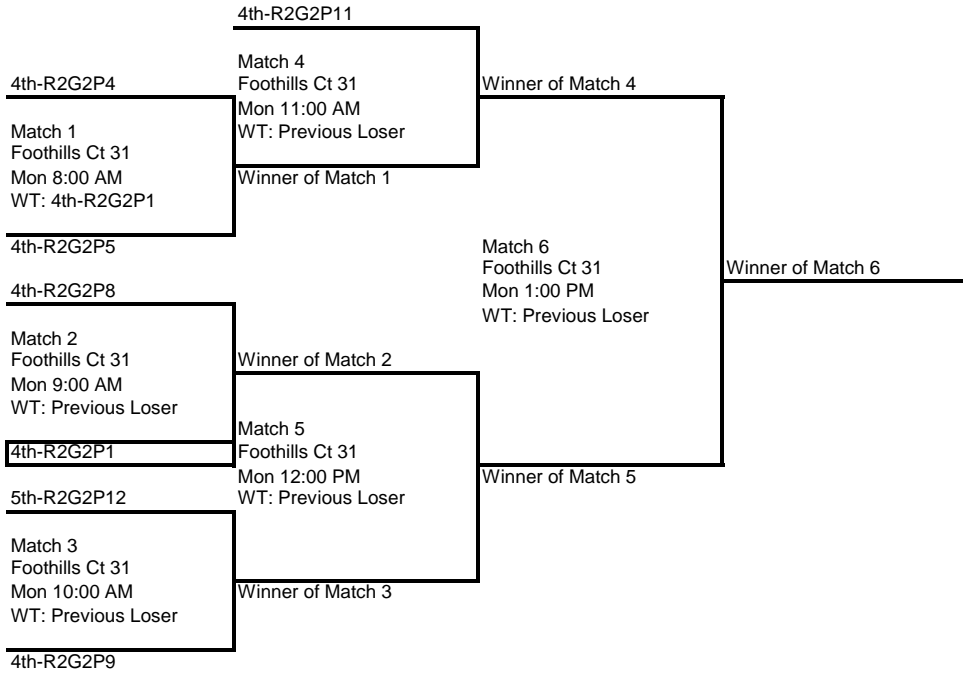 4th-R2G2P11
Match 4
Foothills Ct 31
Mon 11:00 AM
WT: Previous Loser
4th-R2G2P4
Match 1
Foothills Ct 31
Mon 8:00 AM
WT: 4th-R2G2P1
4th-R2G2P5
Winner of Match 1
Winner of Match 4
4th-R2G2P8
Match 2
Foothills Ct 31
Mon 9:00 AM
WT: Previous Loser
4th-R2G2P1
Winner of Match 2
Match 5
Foothills Ct 31
Mon 12:00 PM
WT: Previous Loser
5th-R2G2P12
Match 3
Foothills Ct 31
Mon 10:00 AM
WT: Previous Loser
4th-R2G2P9
Winner of Match 3
Match 6
Foothills Ct 31
Mon 1:00 PM
WT: Previous Loser
Winner of Match 5
Winner of Match 6